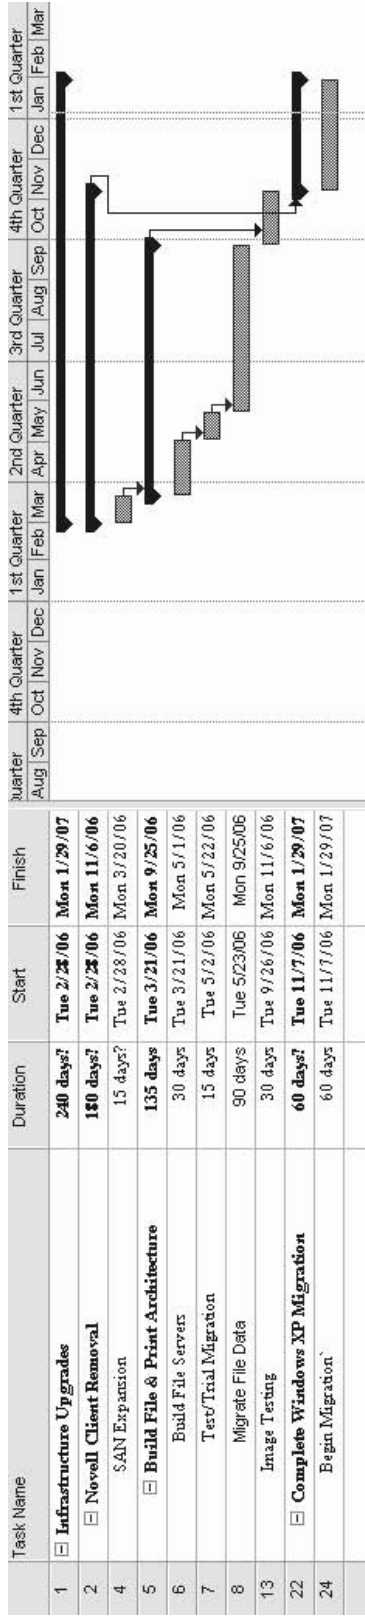 Task Name Duration Start Finish
uarter 4th Quarter 1st Quarter 2nd Quarter 3rd Quarter 4th Quarter 1st Quarter
Aug Sep Oct Nov Dec Jan Feb Mar Apr May Jun Jul Aug Sep Oct Nov Dec Jan Feb Mar
1 Infrastructure Upgrades 240 days? Tue 2/28/06 Mon 1/29/07
2 Novell Client Removal 180 days? Tue 2/28/06 Mon 11/6/06
4 SAN Expansion 15 days? Tue 2/28/06 Mon 3/20/06
5 Build File & Print Architecture 135 days Tue 3/21/06 Mon 9/25/06
6 Build File Servers 30 days Tue 3/21/06 Mon 5/1/06
7 Test/Trial Migration 15 days Tue 5/2/06 Mon 5/22/06
8 Migrate File Data 90 days Tue 5/23/06 Mon 9/25/06
13 Image Testing 30 days Tue 9/26/06 Mon 11/6/06
22 Complete Windows XP Migration 60 days? Tue 11/7/06 Mon 1/29/07
24 Begin Migration` 60 days Tue 11/7/06 Mon 1/29/07